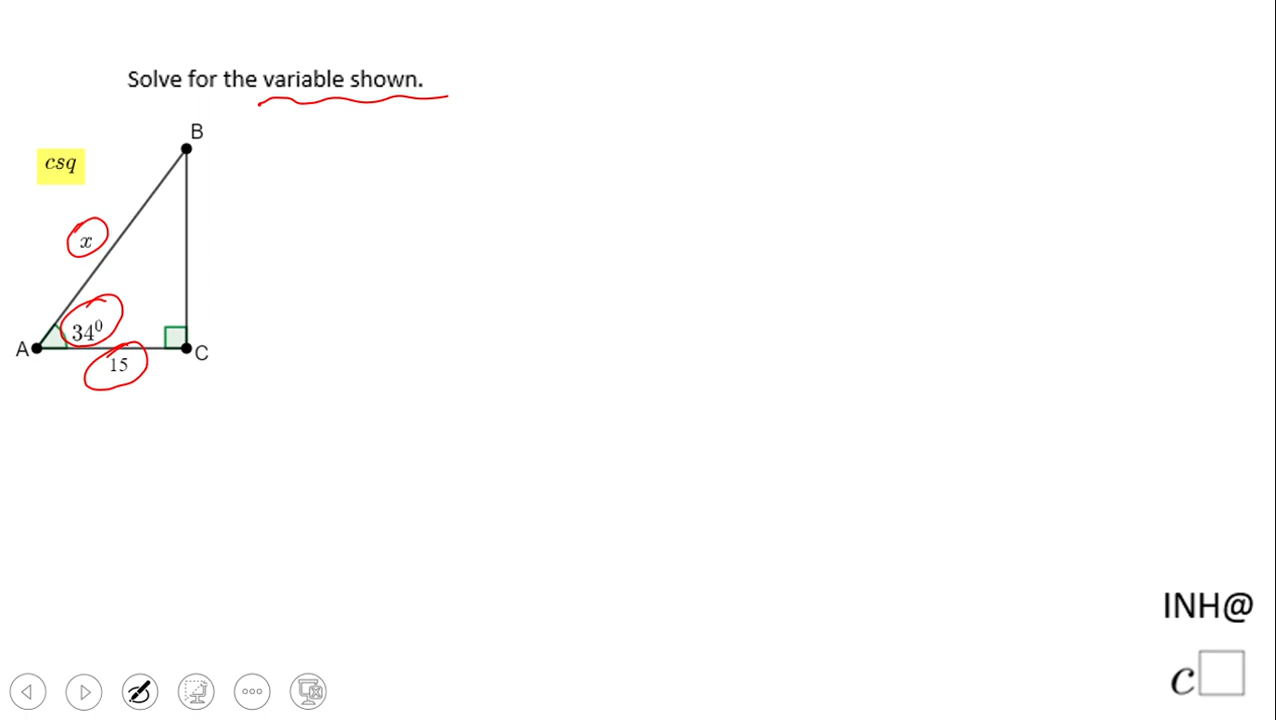 Solve for the variable shown.
B
csq
x
34⁰
A
C
15
INH@
c